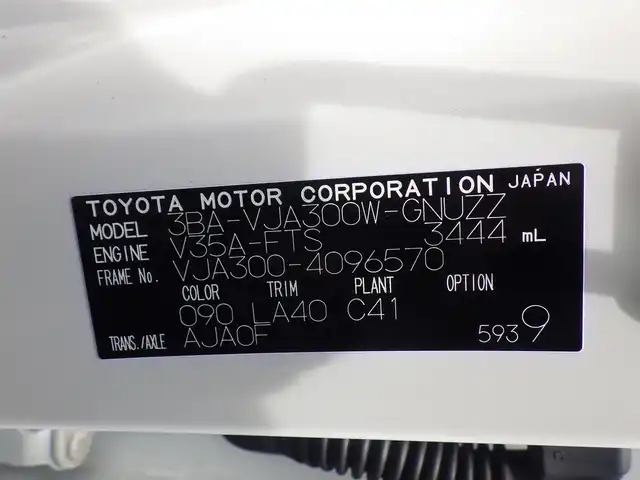 TOYOTA MOTOR CORPORATION JAPAN
MODEL 3BA-VJA300W-GNUZZ
ENGINE V35A-FTS 3444 mL
FRAME No. VJA300-4096570
COLOR TRIM PLANT OPTION
090 LA40 C41
TRANS./AXLE AJA0F 5939